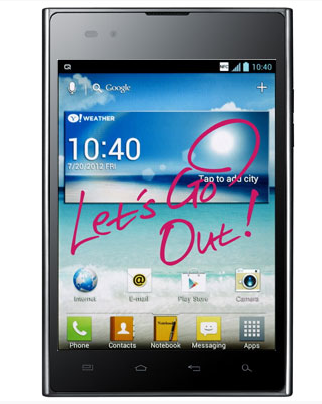 NFC 10:40
Google
Y! WEATHER
10:40
7/20/2012 FRI
Tap to add city
Let's Go
Out!
Internet E-mail Play Store Camera
Phone Contacts Notebook Messaging Apps